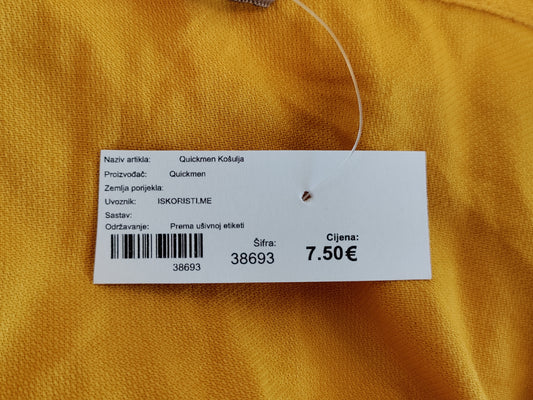 Naziv artikla: Quickmen Košulja
Proizvođač: Quickmen
Zemlja porijekla:
Uvoznik: ISKORISTI.ME
Sastav:
Održavanje: Prema ušivnoj etiketi
38693
Šifra:
38693
Cijena:
7.50€